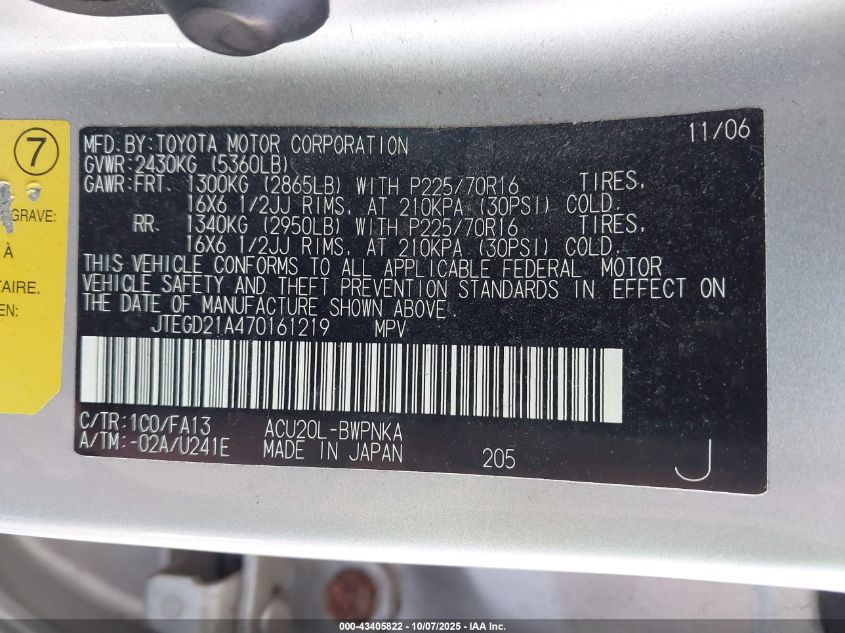 7
GRAVE:
À
TAIRE.
EN:
MFD. BY: TOYOTA MOTOR CORPORATION 11/06
GVWR: 2430KG (5360LB)
GAWR: FRT. 1300KG (2865LB) WITH P225/70R16 TIRES,
16X6 1/2JJ RIMS, AT 210KPA (30PSI) COLD.
RR. 1340KG (2950LB) WITH P225/70R16 TIRES,
16X6 1/2JJ RIMS, AT 210KPA (30PSI) COLD.
THIS VEHICLE CONFORMS TO ALL APPLICABLE FEDERAL MOTOR
VEHICLE SAFETY AND THEFT PREVENTION STANDARDS IN EFFECT ON
THE DATE OF MANUFACTURE SHOWN ABOVE.
JTEGD21A470161219 MPV
C/TR: 1C0/FA13 ACU20L-BWPNKA
A/TM: -02A/U241E MADE IN JAPAN 205 J
000-43405822 - 10/07/2025 - IAA Inc.